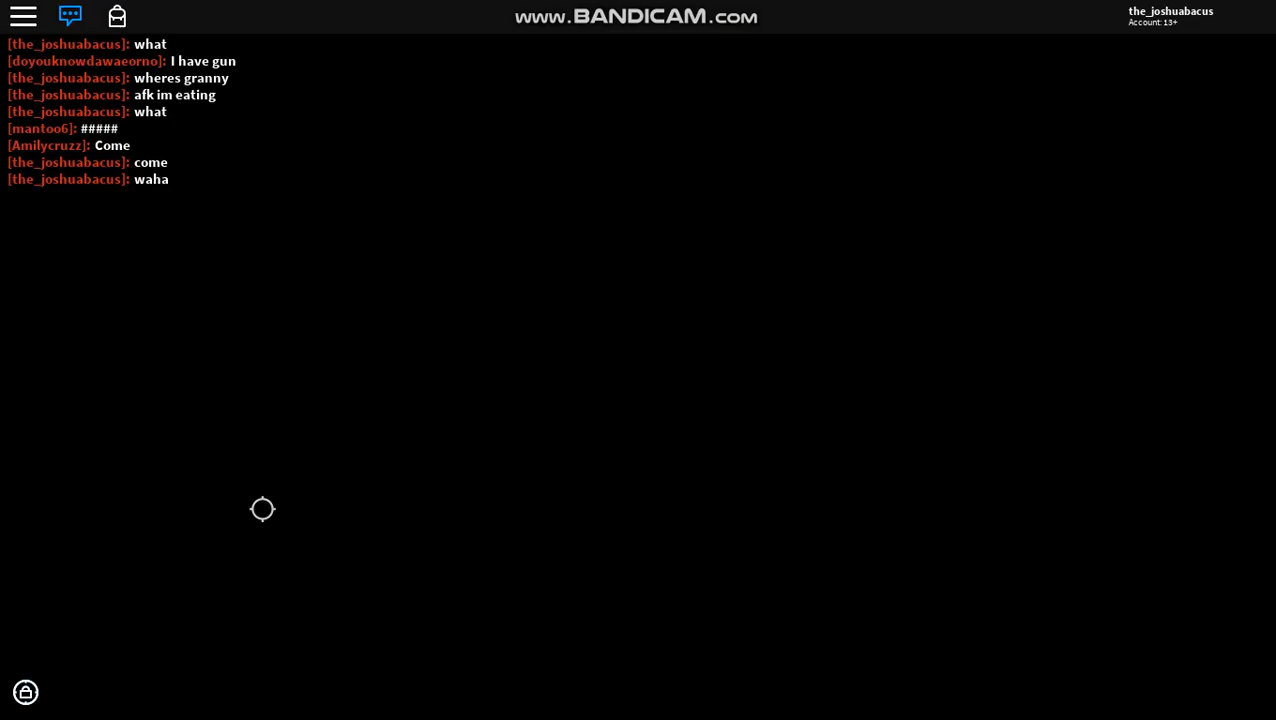 www.BANDICAM.com
the_joshuabacus
Account: 13+
[the_joshuabacus]: what
[doyouknowdawaeorno]: I have gun
[the_joshuabacus]: wheres granny
[the_joshuabacus]: afk im eating
[the_joshuabacus]: what
[mantoo6]: #####
[Amilycruzz]: Come
[the_joshuabacus]: come
[the_joshuabacus]: waha